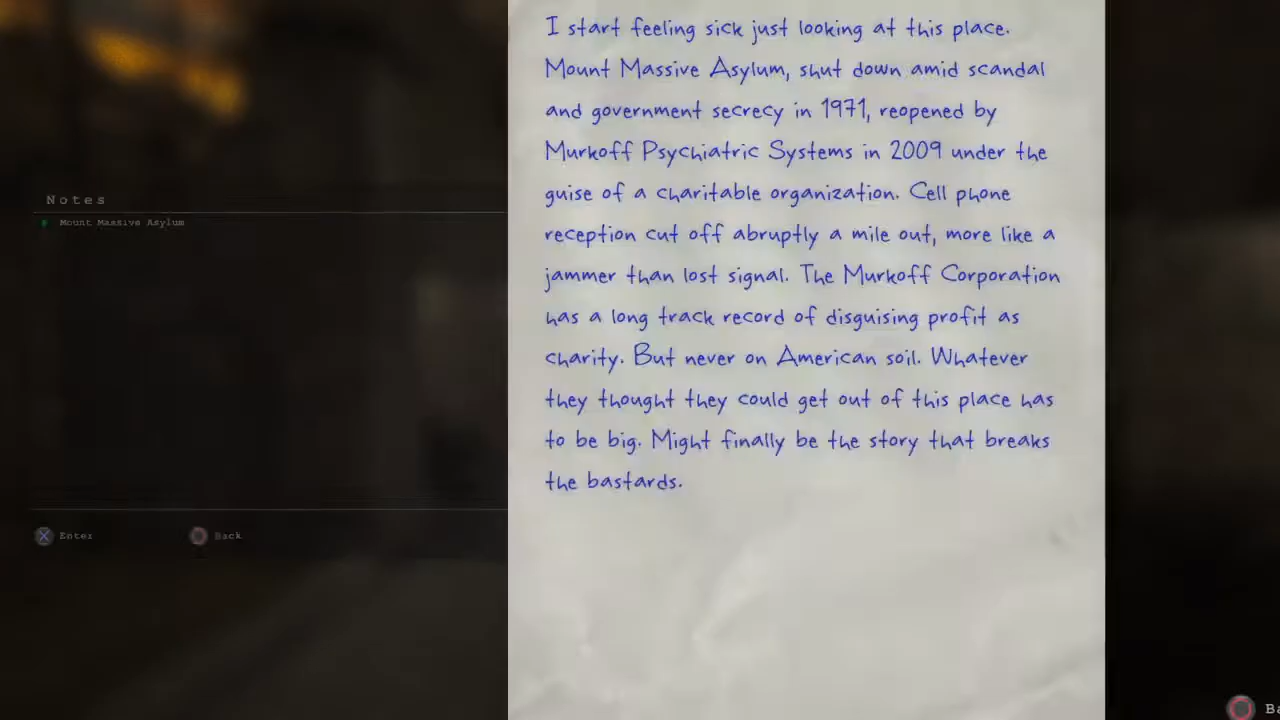 Notes
Mount Massive Asylum
Enter
Back
I start feeling sick just looking at this place.
Mount Massive Asylum, shut down amid scandal
and government secrecy in 1971, reopened by
Murkoff Psychiatric Systems in 2009 under the
guise of a charitable organization. Cell phone
reception cut off abruptly a mile out, more like a
jammer than lost signal. The Murkoff Corporation
has a long track record of disguising profit as
charity. But never on American soil. Whatever
they thought they could get out of this place has
to be big. Might finally be the story that breaks
the bastards.
Ba